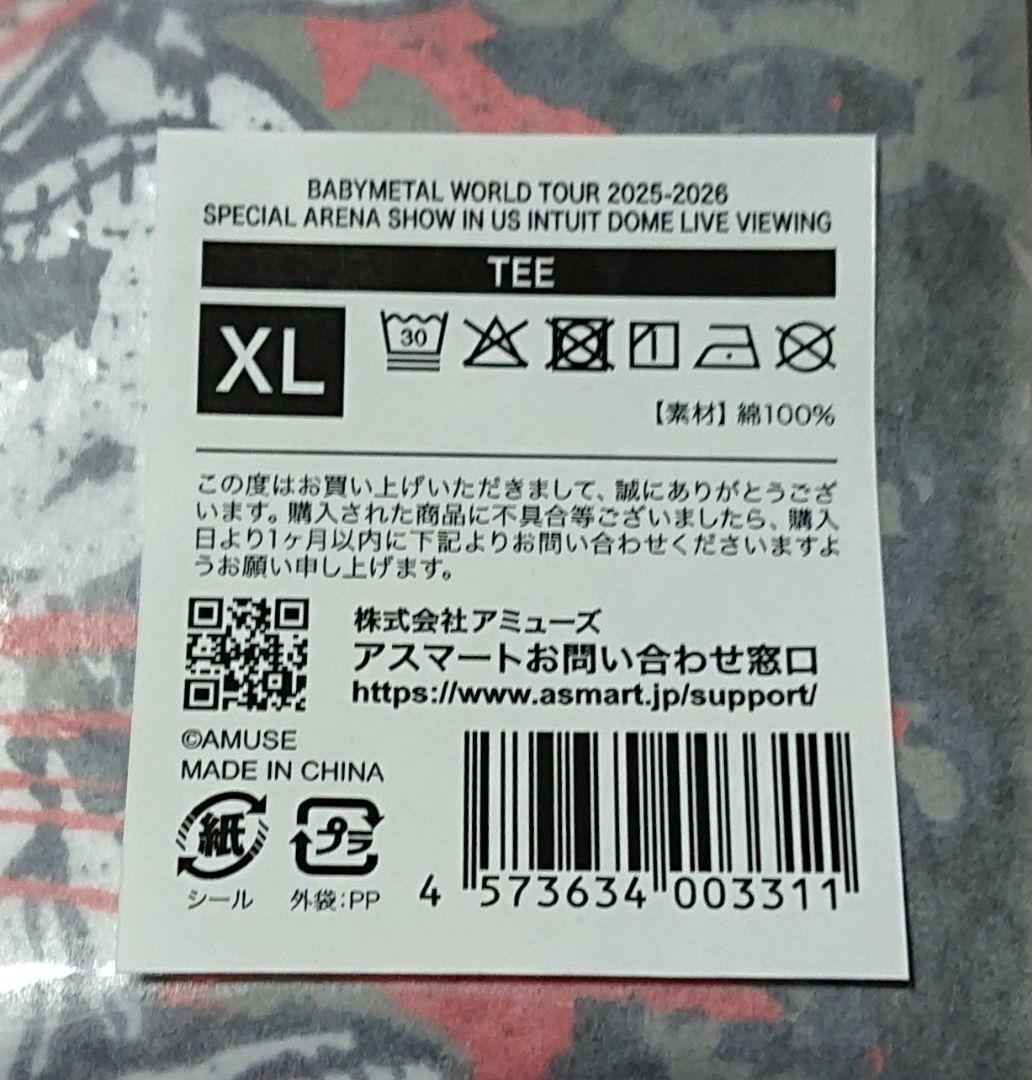 BABYMETAL WORLD TOUR 2025-2026
SPECIAL ARENA SHOW IN US INTUIT DOME LIVE VIEWING
TEE
XL
30
【素材】綿100%
この度はお買い上げいただきまして、誠にありがとうござ
います。購入された商品に不具合等ございましたら、購入
日より1ヶ月以内に下記よりお問い合わせくださいますよ
うお願い申し上げます。
株式会社アミューズ
アスマートお問い合わせ窓口
https://www.asmart.jp/support/
©AMUSE
MADE IN CHINA
紙 プラ
シール 外袋:PP
4 573634 003311